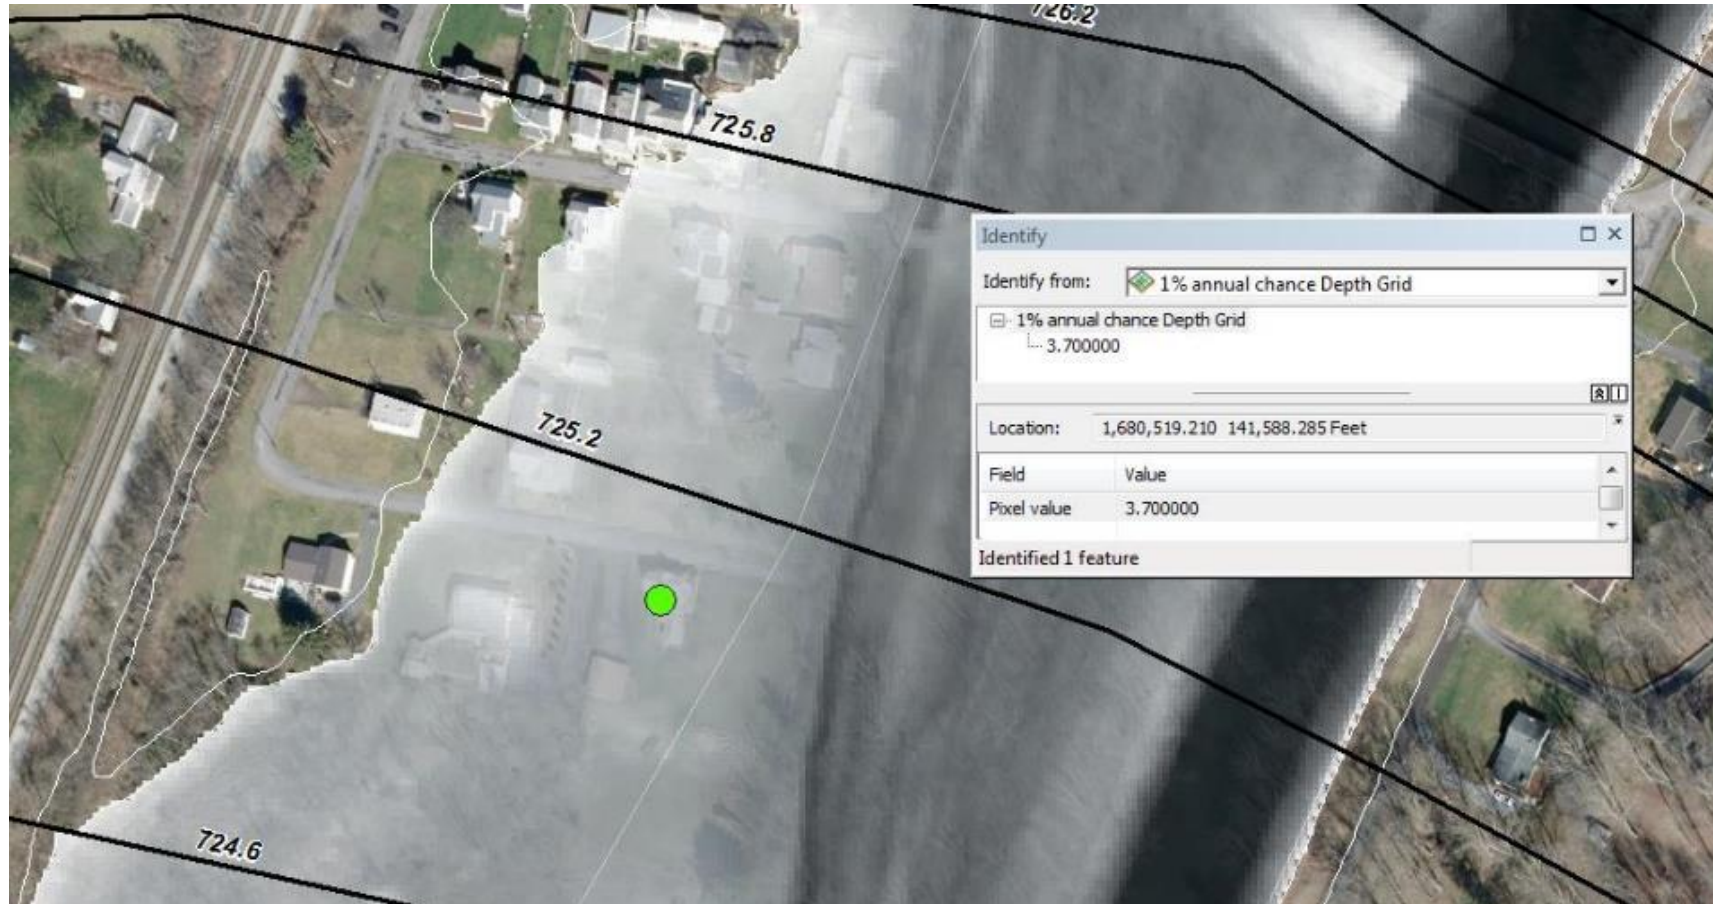 726.2
725.8
Identify
Identify from:
1% annual chance Depth Grid
1% annual chance Depth Grid
3.700000
725.2
Location:
1,680,519.210 141,588.285 Feet
Field Value
Pixel value 3.700000
Identified 1 feature
724.6